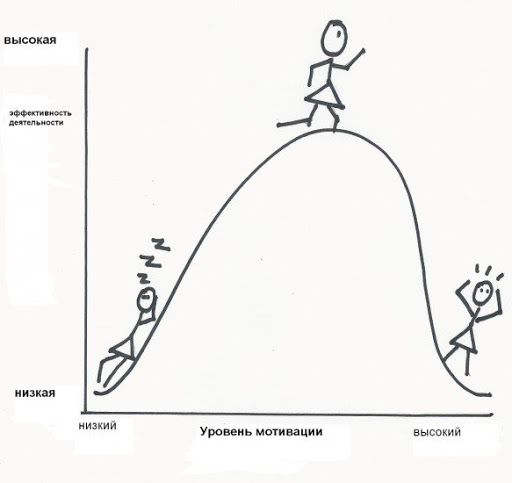 высокая
эффективность
деятельности
z
z
z
низкая
низкий
Уровень мотивации
высокий